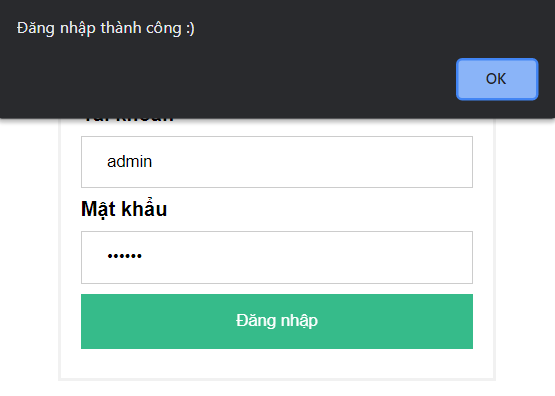 Đăng nhập thành công :)
OK
admin
Mật khẩu
••••••
Đăng nhập